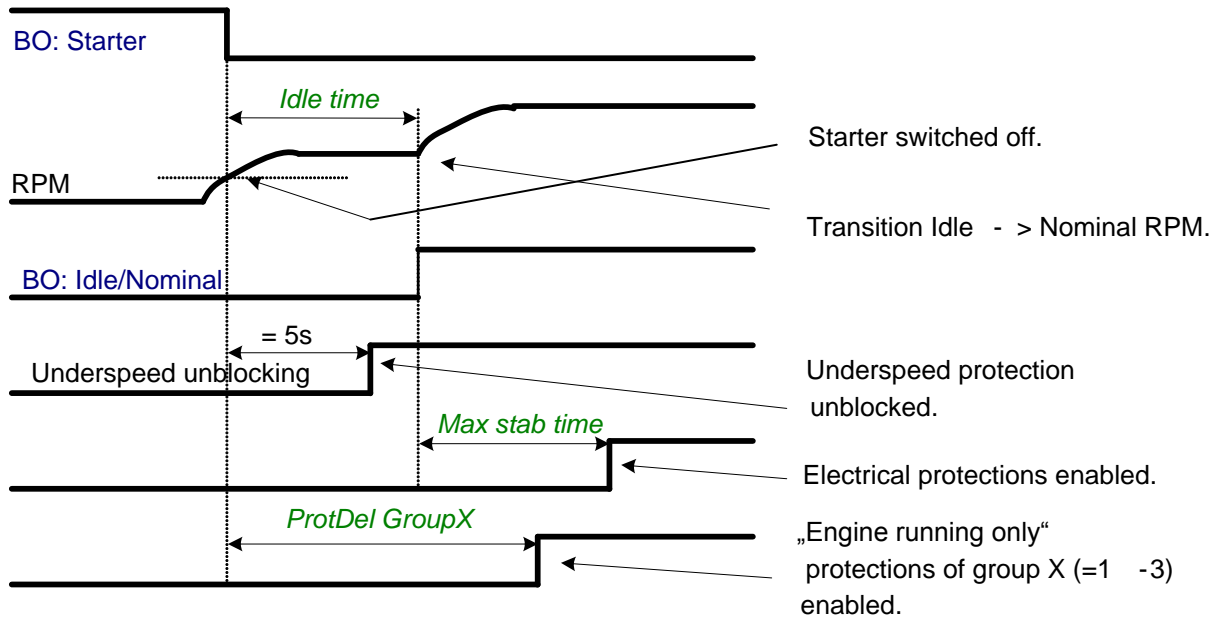 BO: Starter
Idle time
Starter switched off.
RPM
Transition Idle - > Nominal RPM.
BO: Idle/Nominal
= 5s
Underspeed unblocking
Underspeed protection
unblocked.
Max stab time
Electrical protections enabled.
ProtDel GroupX
„Engine running only“
protections of group X (=1 -3)
enabled.